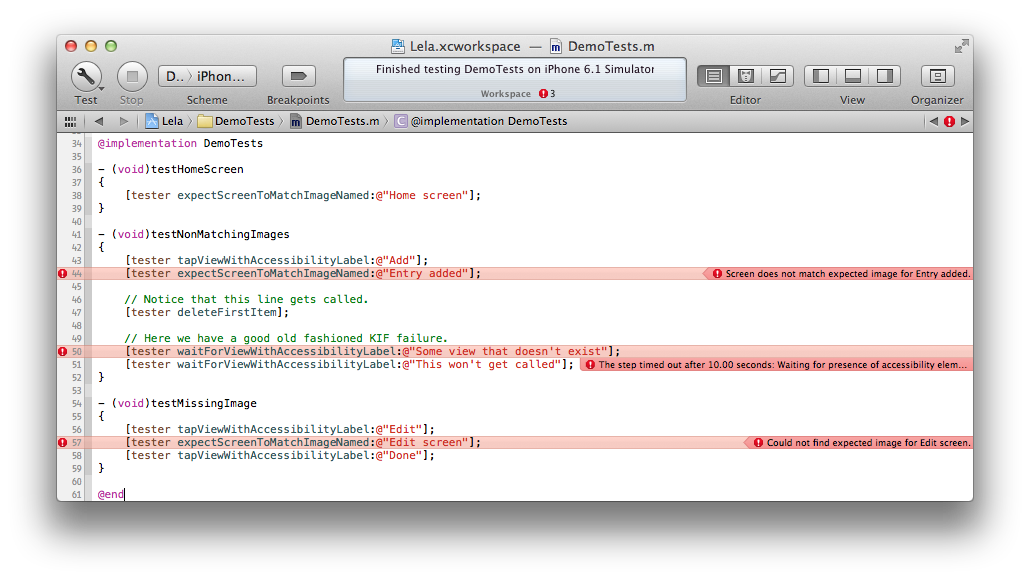 Lela.xcworkspace — DemoTests.m
D.. iPhon...
Finished testing DemoTests on iPhone 6.1 Simulator
Workspace 3
Test Stop Scheme Breakpoints Editor View Organizer
Lela DemoTests DemoTests.m C @implementation DemoTests
34 @implementation DemoTests
35
36 - (void)testHomeScreen
37 {
38 [tester expectScreenToMatchImageNamed:@"Home screen"];
39 }
40
41 - (void)testNonMatchingImages
42 {
43 [tester tapViewWithAccessibilityLabel:@"Add"];
44 [tester expectScreenToMatchImageNamed:@"Entry added"]; Screen does not match expected image for Entry added.
45
46 // Notice that this line gets called.
47 [tester deleteFirstItem];
48
49 // Here we have a good old fashioned KIF failure.
50 [tester waitForViewWithAccessibilityLabel:@"Some view that doesn't exist"];
51 [tester waitForViewWithAccessibilityLabel:@"This won't get called"]; The step timed out after 10.00 seconds: Waiting for presence of accessibility elem...
52 }
53
54 - (void)testMissingImage
55 {
56 [tester tapViewWithAccessibilityLabel:@"Edit"];
57 [tester expectScreenToMatchImageNamed:@"Edit screen"]; Could not find expected image for Edit screen.
58 [tester tapViewWithAccessibilityLabel:@"Done"];
59 }
60
61 @end